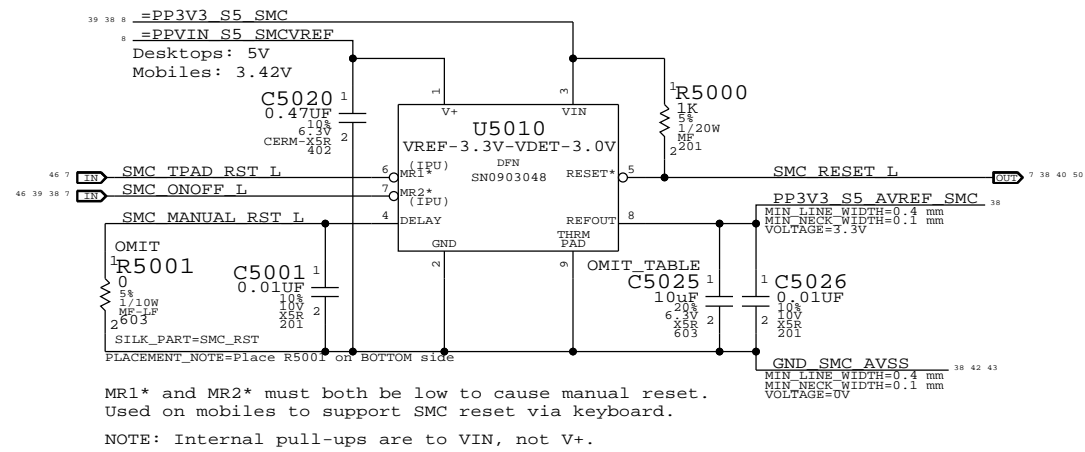 39 38 8 =PP3V3_S5_SMC
8 =PPVIN_S5_SMCVREF
Desktops: 5V
Mobiles: 3.42V
C5020 1
0.47UF
10%
6.3V
CERM-X5R 2
402
1
V+
3
VIN
U5010
VREF-3.3V-VDET-3.0V
DFN
SN0903048
1 R5000
1K
5%
1/20W
MF
2 201
46 7 IN SMC_TPAD_RST_L 6 MR1*
(IPU)
46 39 38 7 IN SMC_ONOFF_L 7 MR2*
(IPU)
SMC_MANUAL_RST_L 4 DELAY
RESET* 5 SMC_RESET_L OUT 7 38 40 50
REFOUT 8
PP3V3_S5_AVREF_SMC 38
MIN_LINE_WIDTH=0.4 mm
MIN_NECK_WIDTH=0.1 mm
VOLTAGE=3.3V
GND
2
THRM
PAD
9
OMIT
1 R5001
0
5%
1/10W
MF-LF
2 603
SILK_PART=SMC_RST
PLACEMENT_NOTE=Place R5001 on BOTTOM side
C5001 1
0.01UF
10%
10V 2
X5R
201
OMIT_TABLE
C5025 1
10uF
20%
6.3V 2
X5R
603
1 C5026
0.01UF
10%
2 10V
X5R
201
GND_SMC_AVSS 38 42 43
MIN_LINE_WIDTH=0.4 mm
MIN_NECK_WIDTH=0.1 mm
VOLTAGE=0V
MR1* and MR2* must both be low to cause manual reset.
Used on mobiles to support SMC reset via keyboard.
NOTE: Internal pull-ups are to VIN, not V+.